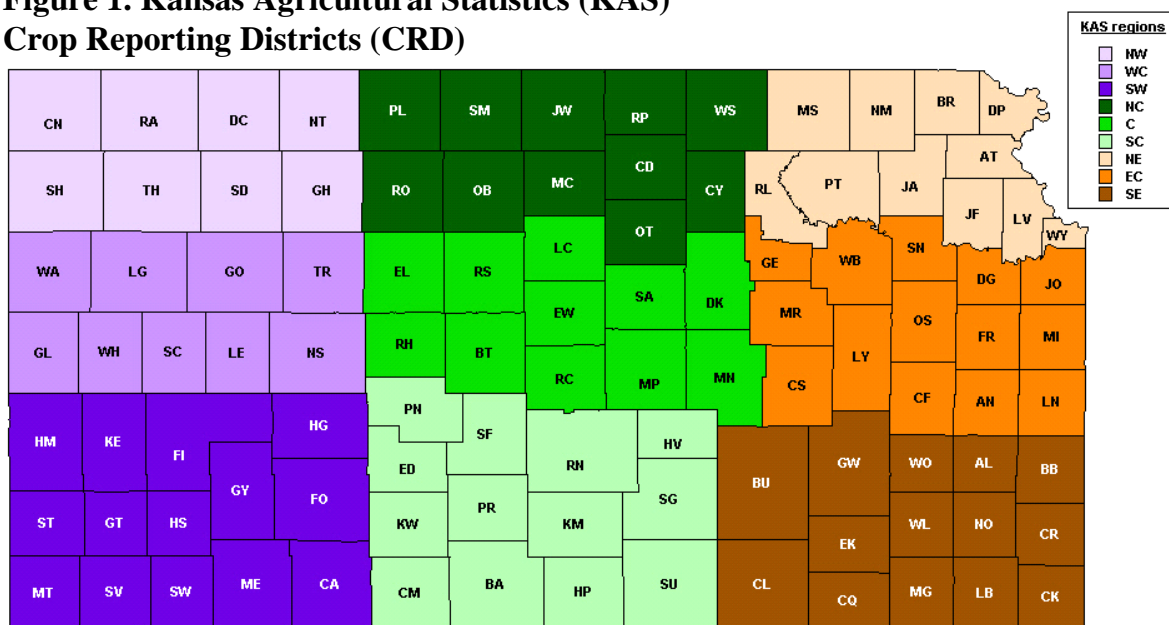 Figure 1. Kansas Agricultural Statistics (KAS)
Crop Reporting Districts (CRD)
KAS regions
NW
WC
SW
NC
C
SC
NE
EC
SE
CN RA DC NT PL SM JW RP WS MS NM BR DP
SH TH SD GH RO OB MC CD CY RL PT JA AT
OT JF LV WY
WA LG GO TR EL RS LC SA DK GE WB SN DG JO
GL WH SC LE NS RH BT EW MR OS FR MI
RC MP MN CS LY CF AN LN
HM KE FI HG PN SF RN HV BU GW WO AL BB
GY FO ED PR SG
ST GT HS KW KM EK WL NO CR
MT SV SW ME CA CM BA HP SU CL CQ MG LB CK